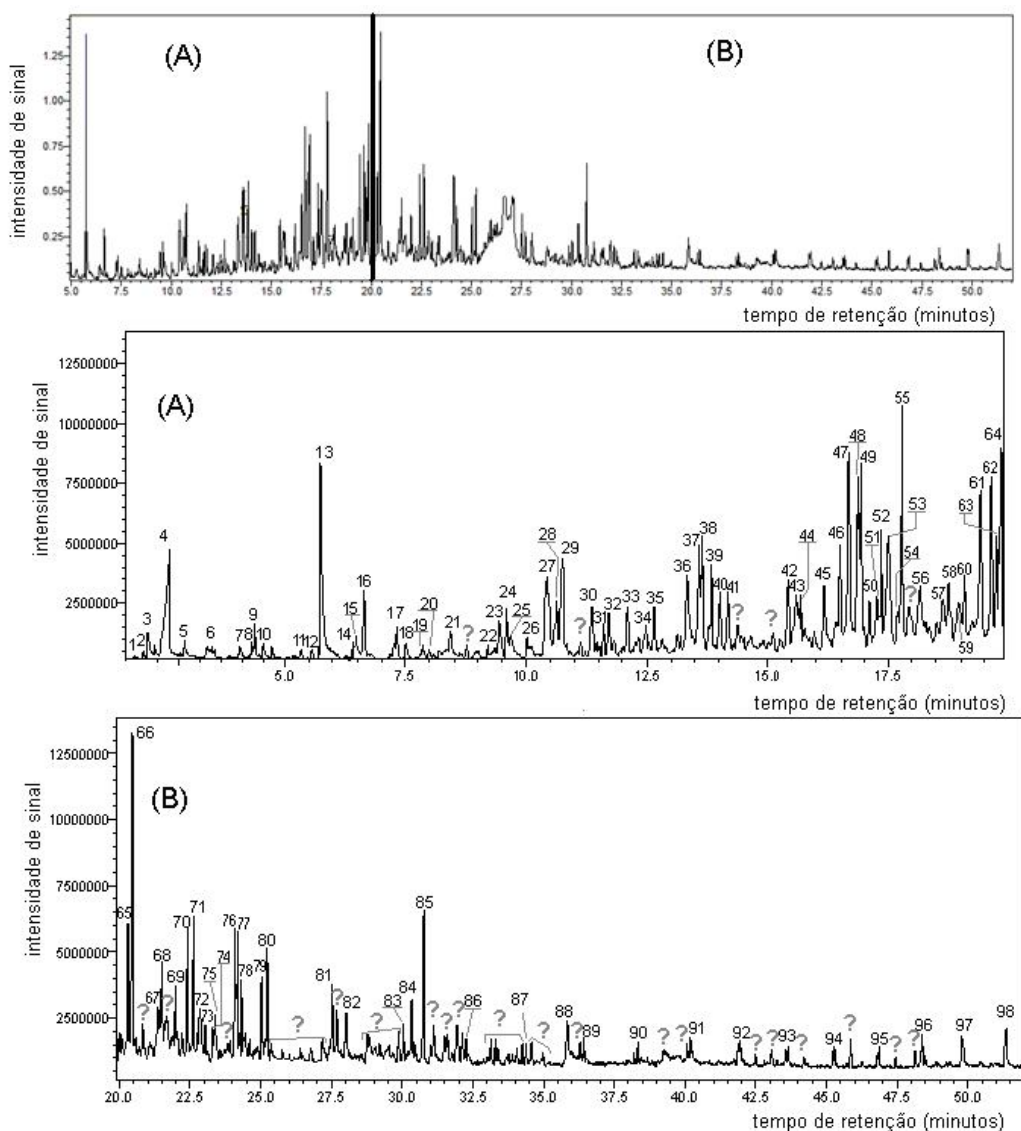 (A)
(B)
intensidade de sinal
1.25
1.00
0.75
0.50
0.25
5.0 7.5 10.0 12.5 15.0 17.5 20.0 22.5 25.0 27.5 30.0 32.5 35.0 37.5 40.0 42.5 45.0 47.5 50.0
tempo de retenção (minutos)
(A)
intensidade de sinal
12500000
10000000
7500000
5000000
2500000
1 2 3 4 5 6 7 8 9 10 11 12 13 14 15 16 17 18 19 20 21 ? 22 23 24 25 26 27 28 29 ? 30 31 32 33 34 35 36 37 38 39 40 41 ? ? 42 43 44 45 46 47 48 49 50 51 52 53 54 55 ? 56 57 58 59 60 61 62 63 64
5.0 7.5 10.0 12.5 15.0 17.5
tempo de retenção (minutos)
(B)
intensidade de sinal
12500000
10000000
7500000
5000000
2500000
65 66 ? 67 68 ? 69 70 71 72 73 74 75 ? 76 77 78 79 80 ? 81 ? 82 ? 83 84 85 ? ? ? 86 ? 87 ? 88 ? 89 90 ? ? 91 92 ? ? 93 ? 94 ? 95 ? ? 96 97 98
20.0 22.5 25.0 27.5 30.0 32.5 35.0 37.5 40.0 42.5 45.0 47.5 50.0
tempo de retenção (minutos)